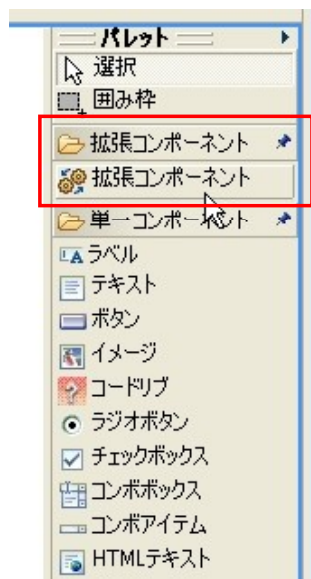 パレット
選択
囲み枠
拡張コンポーネント
拡張コンポーネント
単一コンポーネント
ラベル
テキスト
ボタン
イメージ
コードリブ
ラジオボタン
チェックボックス
コンボボックス
コンボアイテム
HTMLテキスト